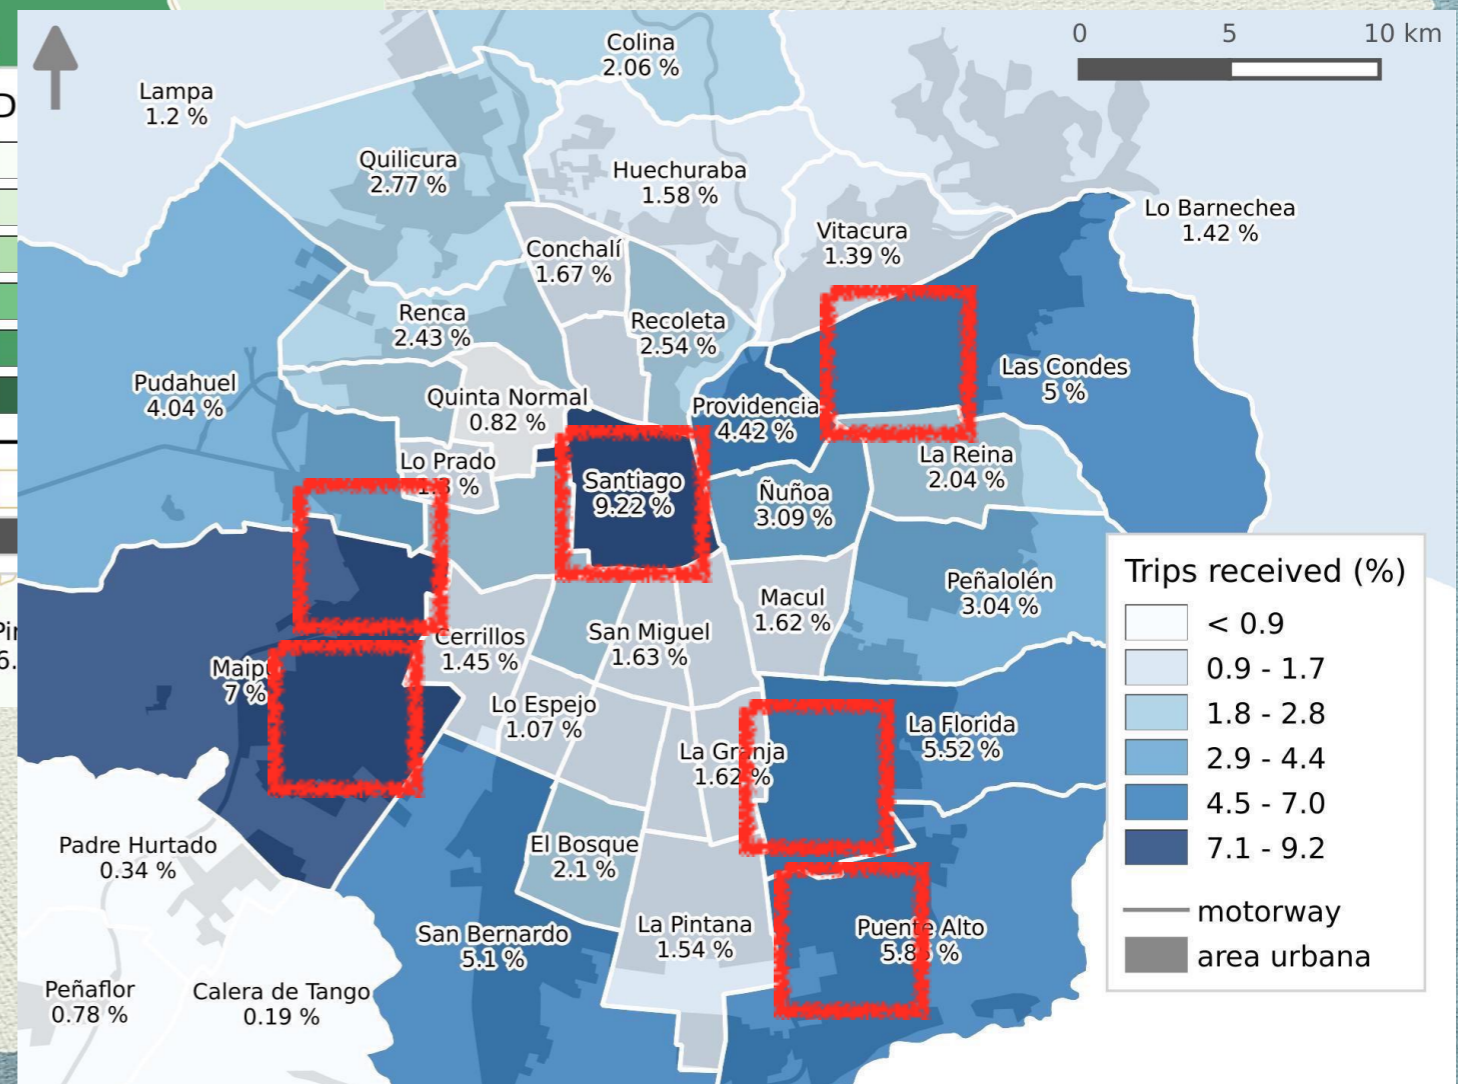 0 5 10 km
Colina
2.06 %
Lampa
1.2 %
Quilicura
2.77 %
Huechuraba
1.58 %
Lo Barnechea
1.42 %
Vitacura
1.39 %
Conchalí
1.67 %
Renca
2.43 %
Recoleta
2.54 %
Pudahuel
4.04 %
Las Condes
5 %
Quinta Normal
0.82 %
Providencia
4.42 %
Lo Prado
%
La Reina
2.04 %
Santiago
9.22 %
Ñuñoa
3.09 %
Peñalolén
3.04 %
Macul
1.62 %
Cerrillos
1.45 %
San Miguel
1.63 %
Maipú
7 %
Lo Espejo
1.07 %
La Granja
1.62 %
La Florida
5.52 %
Padre Hurtado
0.34 %
El Bosque
2.1 %
San Bernardo
5.1 %
La Pintana
1.54 %
Puente Alto
%
Peñaflor
0.78 %
Calera de Tango
0.19 %
Trips received (%)
< 0.9
0.9 - 1.7
1.8 - 2.8
2.9 - 4.4
4.5 - 7.0
7.1 - 9.2
motorway
area urbana